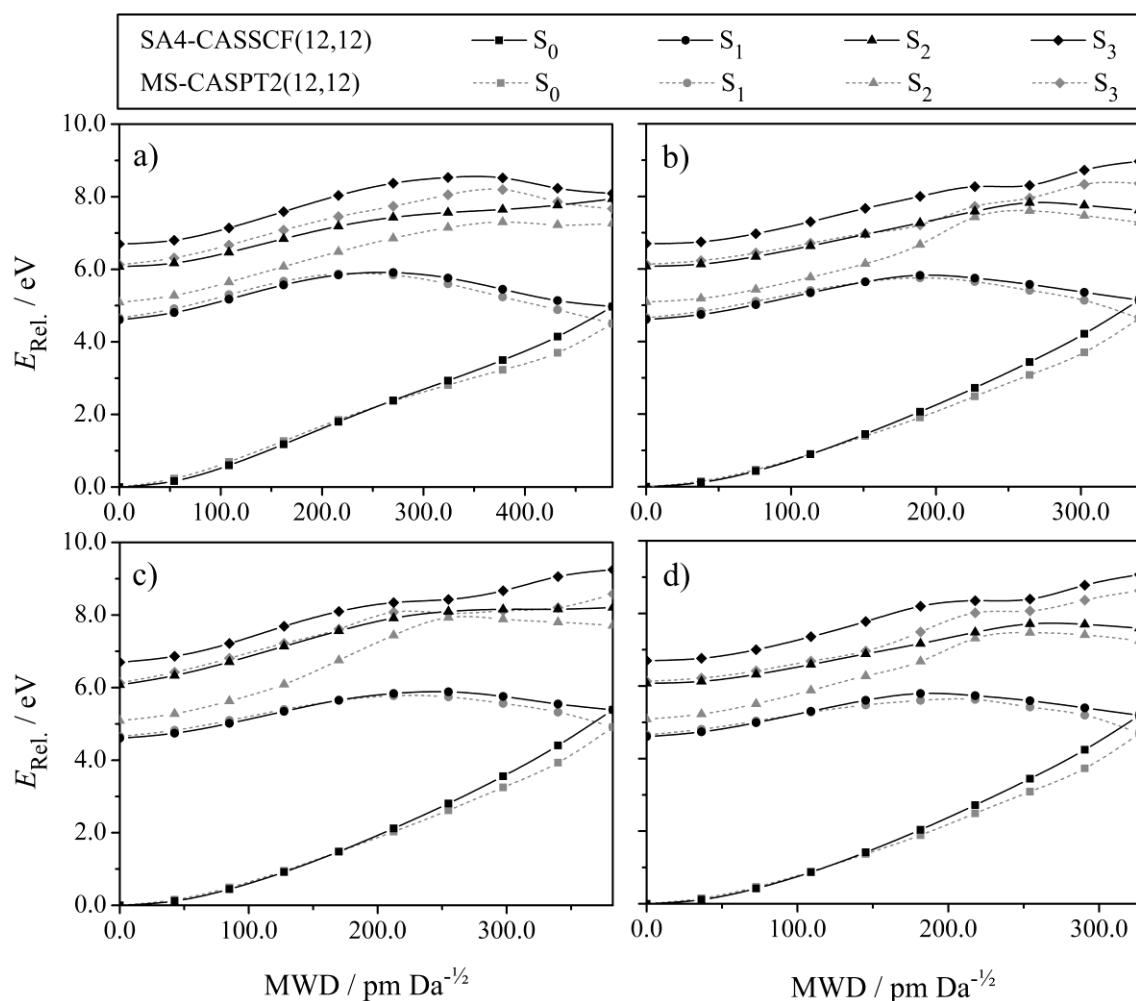 SA4-CASSCF(12,12) S0 S1 S2 S3
MS-CASPT2(12,12) S0 S1 S2 S3
10.0
8.0
6.0
4.0
2.0
0.0
E Rel. / eV
a)
0.0 100.0 200.0 300.0 400.0
b)
0.0 100.0 200.0 300.0
10.0
8.0
6.0
4.0
2.0
0.0
E Rel. / eV
c)
0.0 100.0 200.0 300.0
d)
0.0 100.0 200.0 300.0
MWD / pm Da-½
MWD / pm Da-½